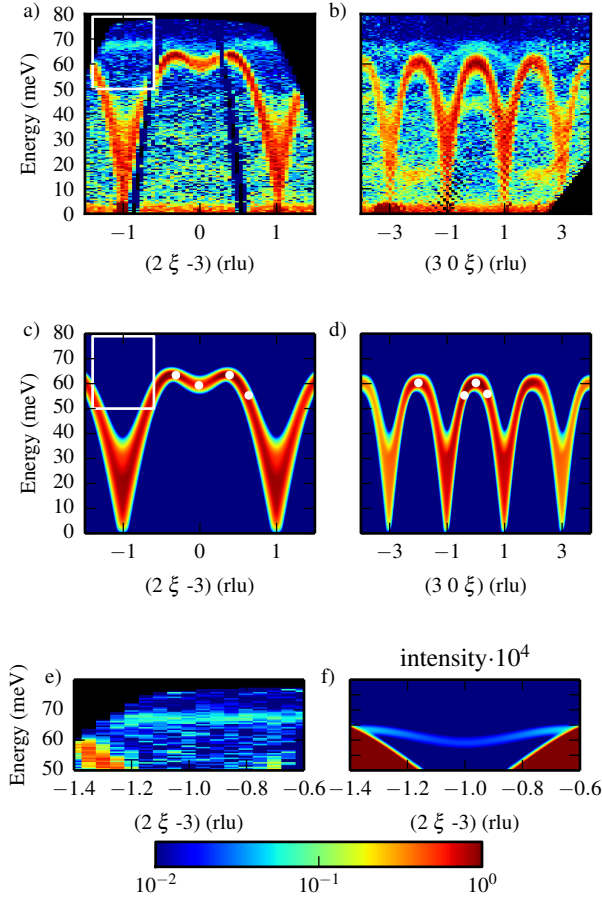 a)
b)
Energy (meV)
80
70
60
50
40
30
20
10
0
−1 0 1
−3 −1 1 3
(2 ξ -3) (rlu)
(3 0 ξ) (rlu)
c)
d)
Energy (meV)
80
70
60
50
40
30
20
10
0
−1 0 1
−3 −1 1 3
(2 ξ -3) (rlu)
(3 0 ξ) (rlu)
intensity·10⁴
e)
f)
Energy (meV)
80
70
60
50
−1.4 −1.2 −1.0 −0.8 −0.6
−1.4 −1.2 −1.0 −0.8 −0.6
(2 ξ -3) (rlu)
(2 ξ -3) (rlu)
10⁻² 10⁻¹ 10⁰